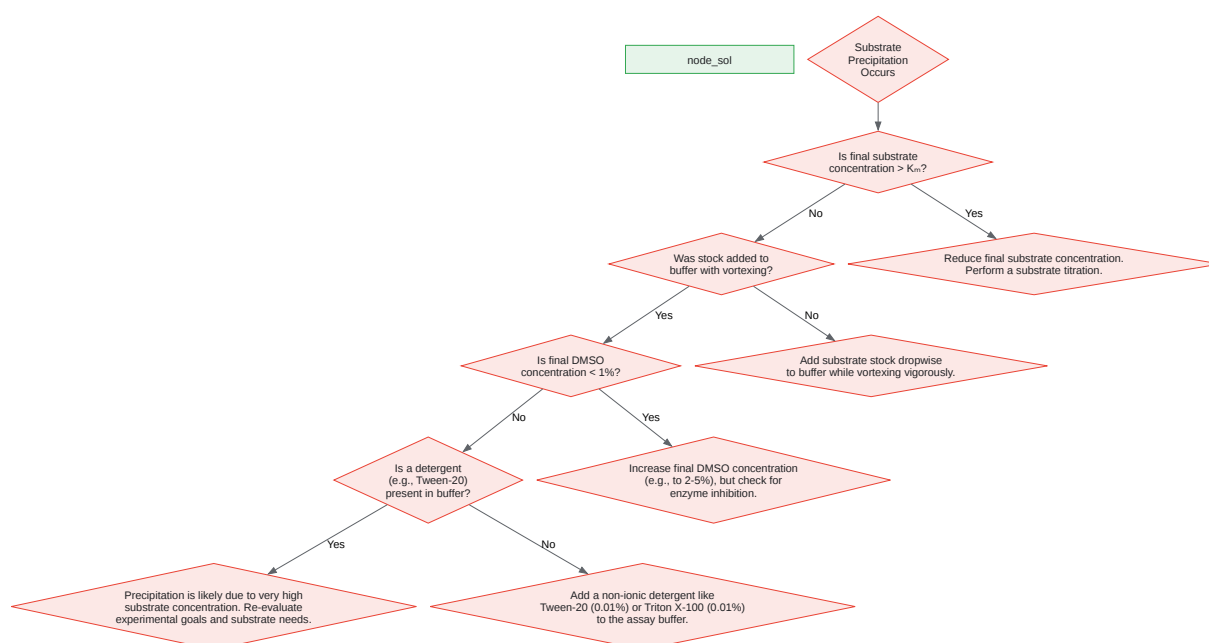 node_sol
Substrate
Precipitation
Occurs
Is final substrate
concentration > Kₘ?
No
Yes
Was stock added to
buffer with vortexing?
Reduce final substrate concentration.
Perform a substrate titration.
Yes
No
Is final DMSO
concentration < 1%?
Add substrate stock dropwise
to buffer while vortexing vigorously.
No
Yes
Is a detergent
(e.g., Tween-20)
present in buffer?
Increase final DMSO concentration
(e.g., to 2-5%), but check for
enzyme inhibition.
Yes
No
Precipitation is likely due to very high
substrate concentration. Re-evaluate
experimental goals and substrate needs.
Add a non-ionic detergent like
Tween-20 (0.01%) or Triton X-100 (0.01%)
to the assay buffer.